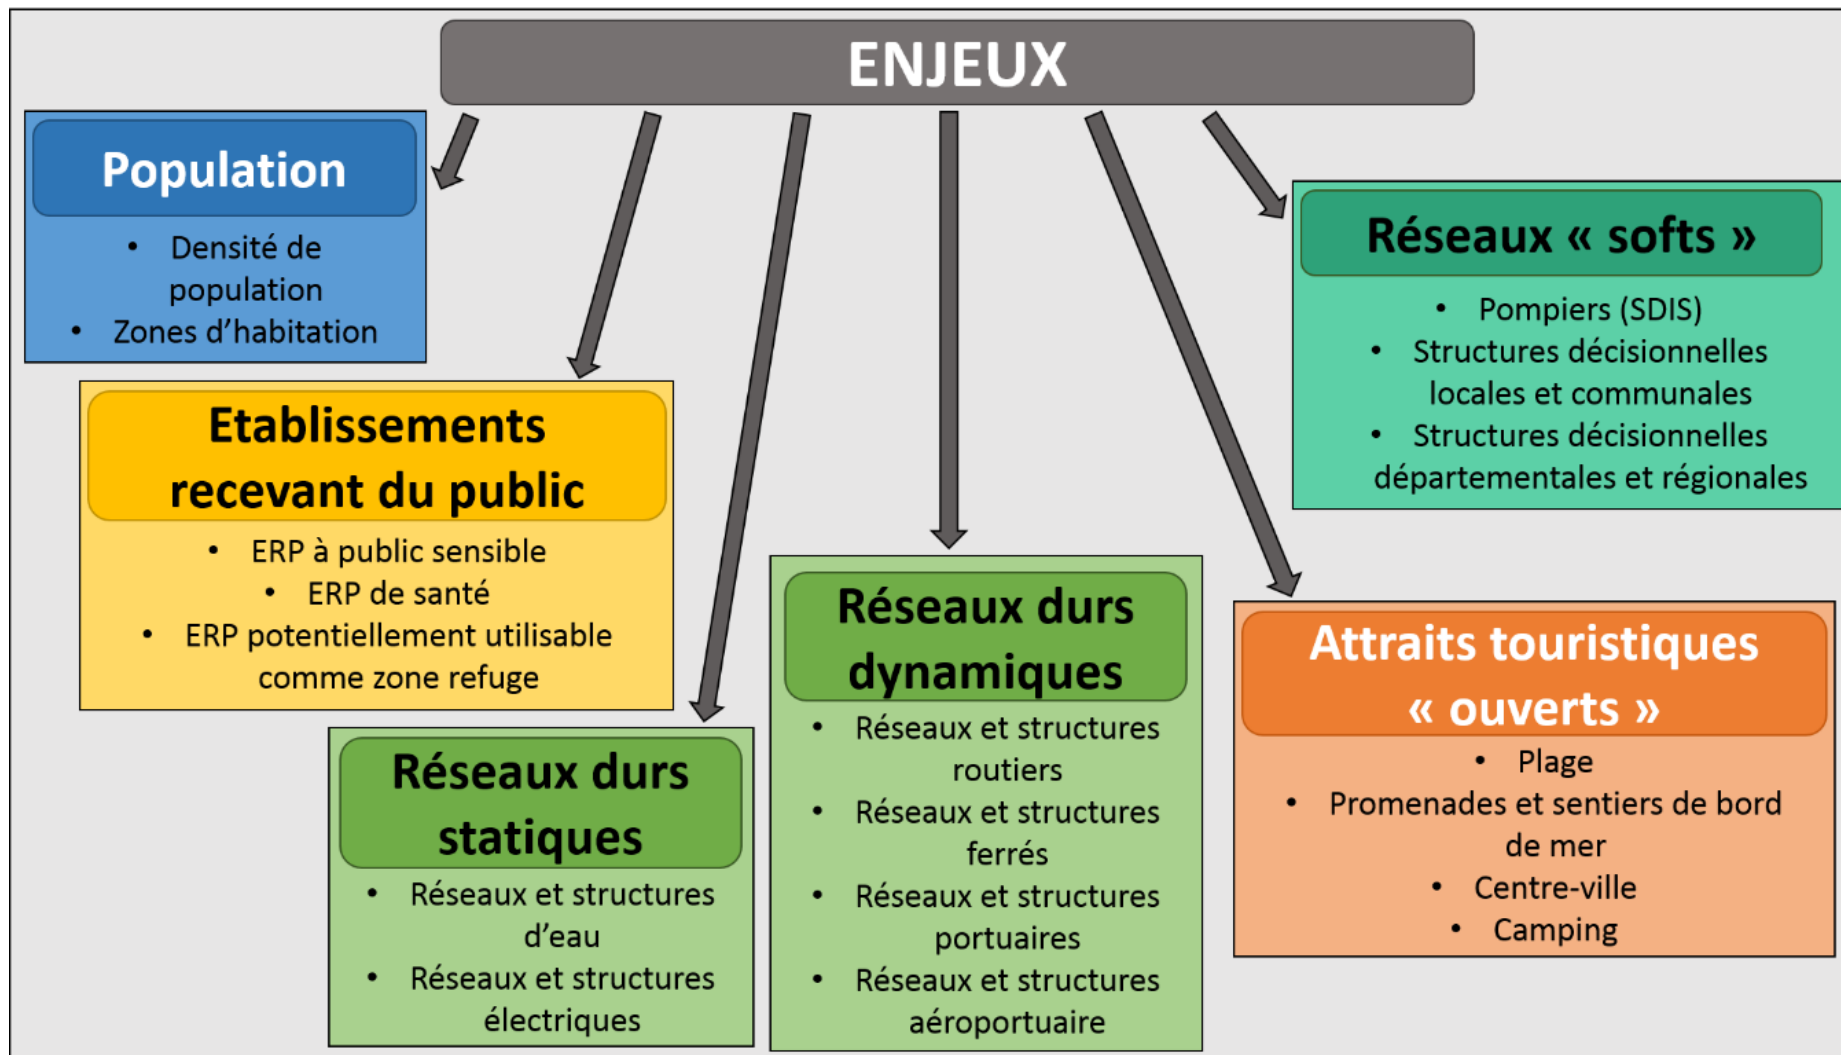 ENJEUX
Population
• Densité de
population
• Zones d'habitation
Etablissements
recevant du public
• ERP à public sensible
• ERP de santé
• ERP potentiellement utilisable
comme zone refuge
Réseaux durs
statiques
• Réseaux et structures
d'eau
• Réseaux et structures
électriques
Réseaux durs
dynamiques
• Réseaux et structures
routiers
• Réseaux et structures
ferrés
• Réseaux et structures
portuaires
• Réseaux et structures
aéroportuaire
Réseaux « softs »
• Pompiers (SDIS)
• Structures décisionnelles
locales et communales
• Structures décisionnelles
départementales et régionales
Attraits touristiques
« ouverts »
• Plage
• Promenades et sentiers de bord
de mer
• Centre-ville
• Camping